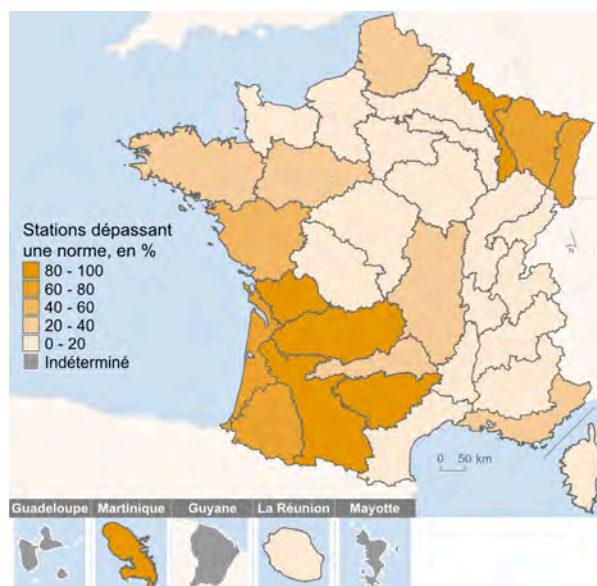 Stations dépassant
une norme, en %
80 - 100
60 - 80
40 - 60
20 - 40
0 - 20
Indéterminé
0 50 km
Guadeloupe Martinique Guyane La Réunion Mayotte